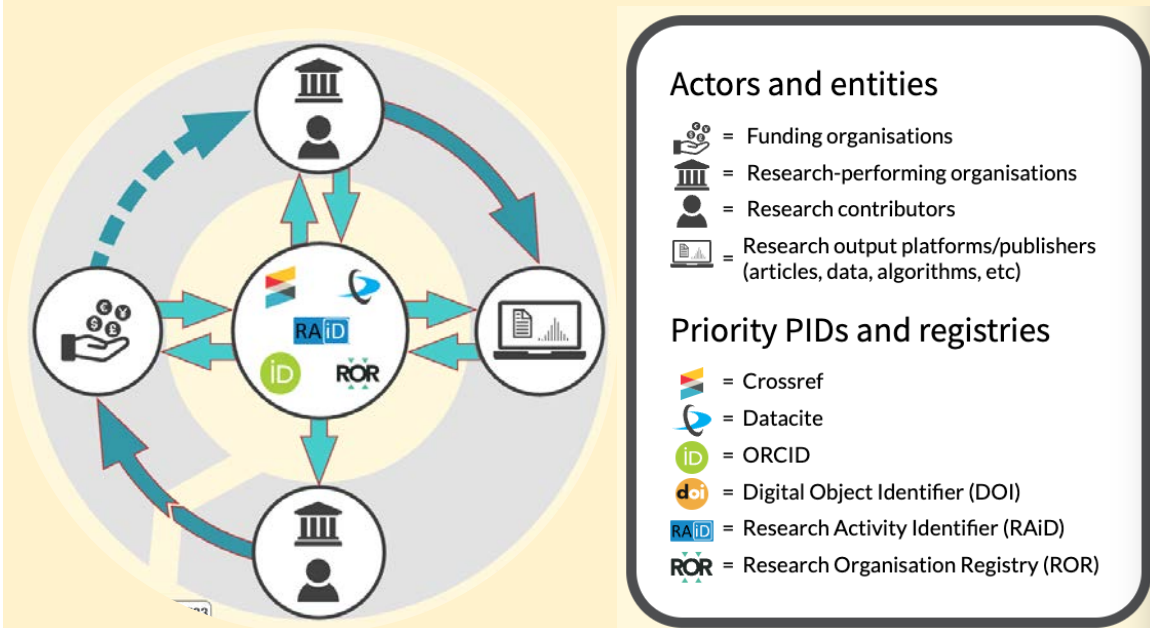 RAiD
iD
ROR
Actors and entities
= Funding organisations
= Research-performing organisations
= Research contributors
= Research output platforms/publishers
(articles, data, algorithms, etc)
Priority PIDs and registries
= Crossref
= Datacite
iD = ORCID
doi = Digital Object Identifier (DOI)
RAiD = Research Activity Identifier (RAiD)
ROR = Research Organisation Registry (ROR)